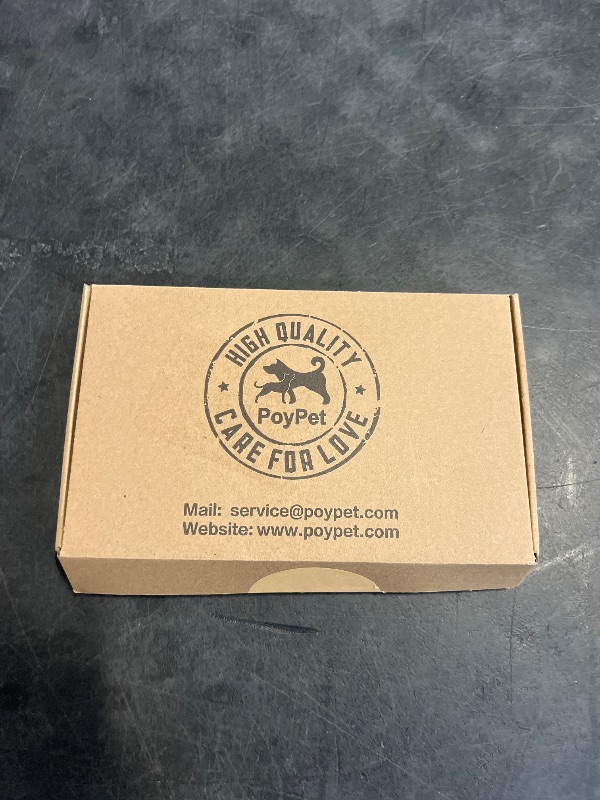 HIGH QUALITY
PoyPet
CARE FOR LOVE
Mail: service@poypet.com
Website: www.poypet.com